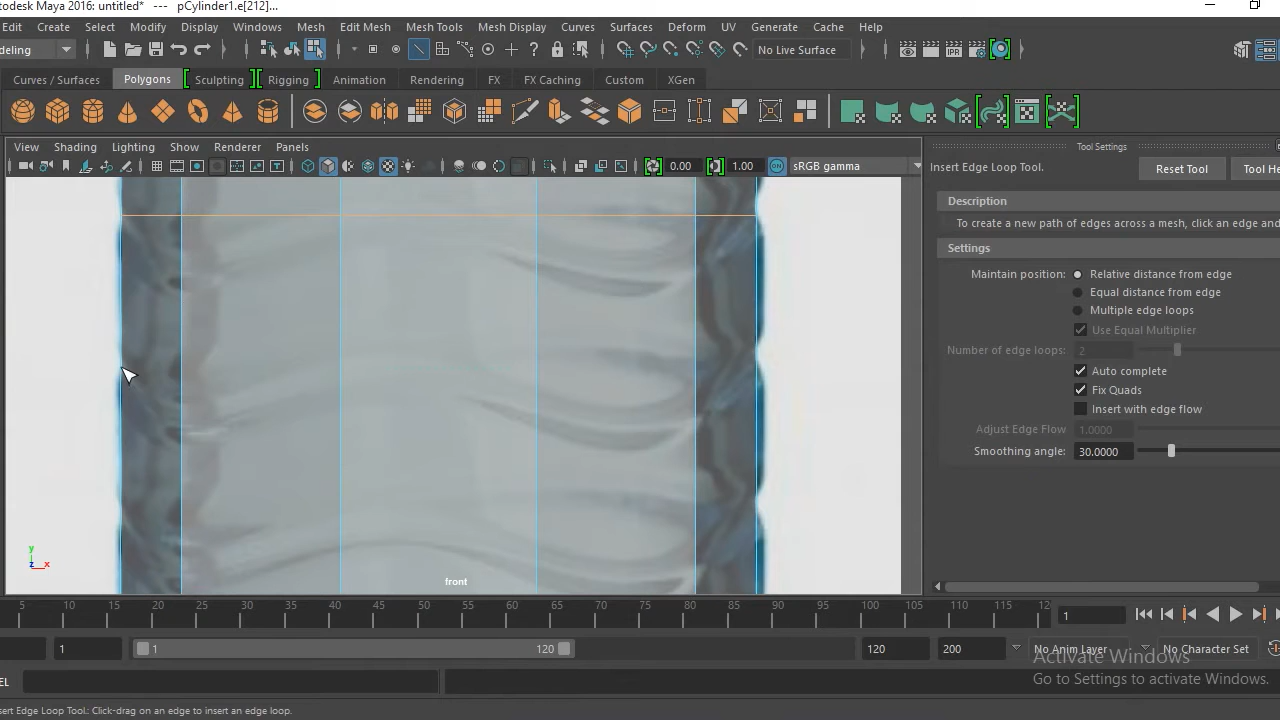 otodesk Maya 2016: untitled* --- pCylinder1.e[212]...
Edit Create Select Modify Display Windows Mesh Edit Mesh Mesh Tools Mesh Display Curves Surfaces Deform UV Generate Cache Help
deling No Live Surface
Curves / Surfaces Polygons Sculpting Rigging Animation Rendering FX FX Caching Custom XGen
IPR
View Shading Lighting Show Renderer Panels
Tool Settings
0.00 1.00 ON sRGB gamma
Insert Edge Loop Tool. Reset Tool Tool He
Description
To create a new path of edges across a mesh, click an edge and
Settings
Maintain position: Relative distance from edge
Equal distance from edge
Multiple edge loops
Use Equal Multiplier
Number of edge loops: 2
Auto complete
Fix Quads
Insert with edge flow
Adjust Edge Flow 1.0000
Smoothing angle: 30.0000
y
z x
front
5 10 15 20 25 30 35 40 45 50 55 60 65 70 75 80 85 90 95 100 105 110 115 12
1
1 1 120 120 200 No Anim Layer No Character Set
Activate Windows
Go to Settings to activate Windows.
EL
sert Edge Loop Tool: Click-drag on an edge to insert an edge loop.